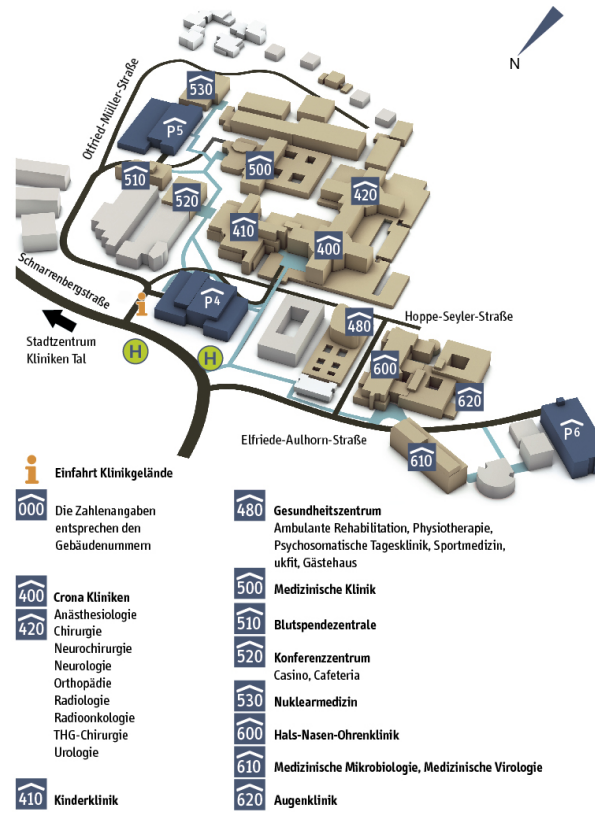 N
530
Otfried-Müller-Straße
P5
510
500
520
420
410
400
Schnarrenbergstraße
i
P4
Hoppe-Seyler-Straße
480
Stadtzentrum
Kliniken Tal
H
H
600
620
Elfriede-Aulhorn-Straße
610
P6
i Einfahrt Klinikgelände
000 Die Zahlenangaben
entsprechen den
Gebäudenummern
400 Crona Kliniken
420 Anästhesiologie
Chirurgie
Neurochirurgie
Neurologie
Orthopädie
Radiologie
Radioonkologie
THG-Chirurgie
Urologie
410 Kinderklinik
480 Gesundheitszentrum
Ambulante Rehabilitation, Physiotherapie,
Psychosomatische Tagesklinik, Sportmedizin,
ukfit, Gästehaus
500 Medizinische Klinik
510 Blutspendezentrale
520 Konferenzzentrum
Casino, Cafeteria
530 Nuklearmedizin
600 Hals-Nasen-Ohrenklinik
610 Medizinische Mikrobiologie, Medizinische Virologie
620 Augenklinik